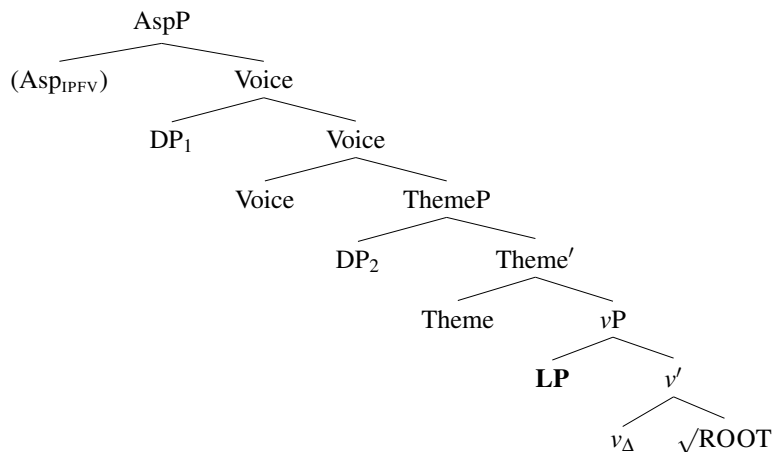 AspP
(Asp_IPFV) Voice
DP₁ Voice
Voice ThemeP
DP₂ Theme′
Theme vP
LP v′
v_Δ √ROOT